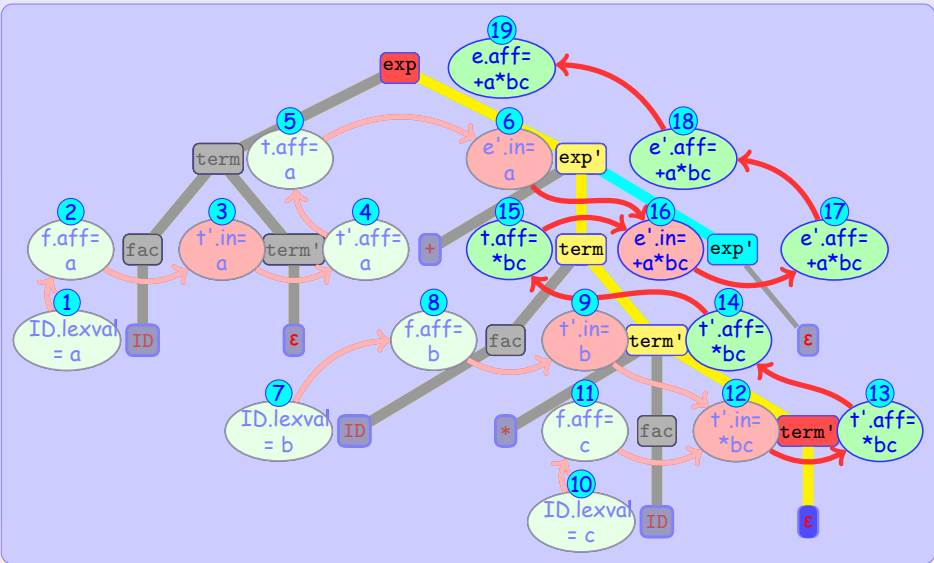 19
e.aff=
+a*bc
exp
5
t.aff=
a
6
e'.in=
a
18
e'.aff=
+a*bc
term
exp'
2
f.aff=
a
3
t'.in=
a
4
t'.aff=
a
15
t.aff=
*bc
16
e'.in=
+a*bc
17
e'.aff=
+a*bc
fac
term'
+
term
exp'
1
ID.lexval
= a
ID
ε
8
f.aff=
b
9
t'.in=
b
14
t'.aff=
*bc
fac
term'
ε
7
ID.lexval
= b
ID
*
11
f.aff=
c
fac
12
t'.in=
*bc
term'
13
t'.aff=
*bc
10
ID.lexval
= c
ID
ε